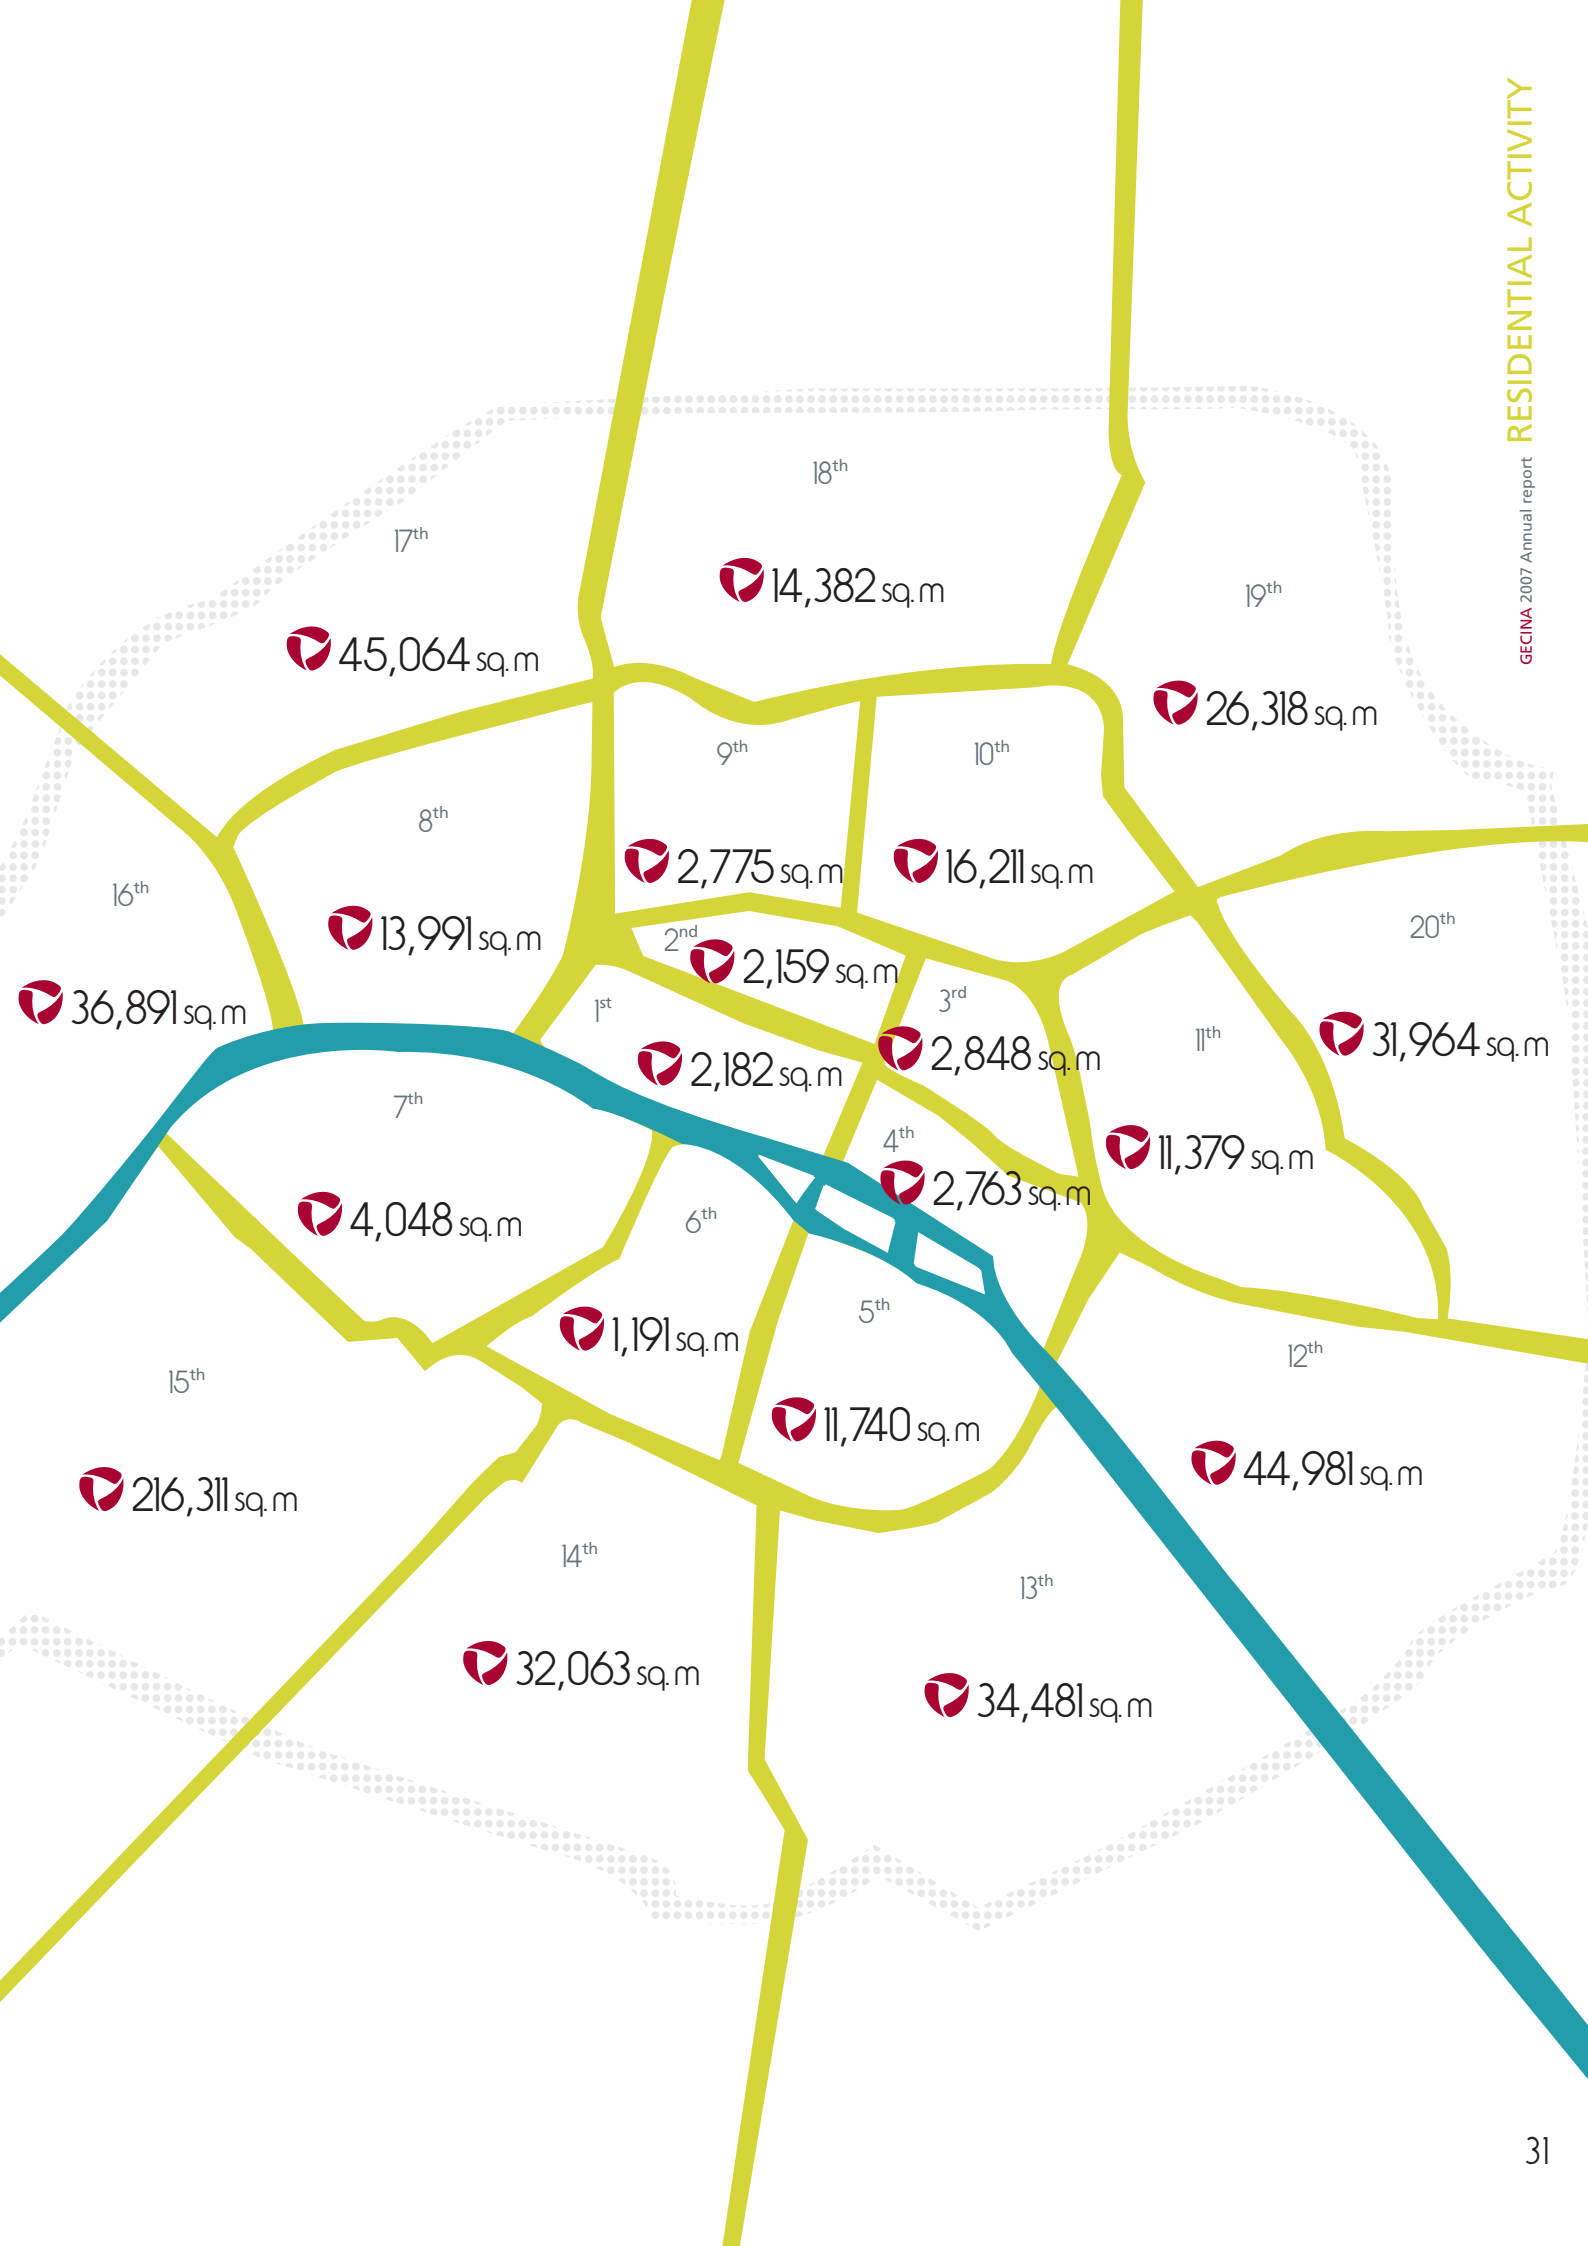 GECINA 2007 Annual report RESIDENTIAL ACTIVITY
18th
14,382 sq. m
17th
45,064 sq. m
19th
26,318 sq. m
9th
2,775 sq. m
10th
16,211 sq. m
8th
13,991 sq. m
16th
36,891 sq. m
20th
31,964 sq. m
2nd
2,159 sq. m
1st
2,182 sq. m
3rd
2,848 sq. m
11th
11,379 sq. m
7th
4,048 sq. m
4th
2,763 sq. m
6th
1,191 sq. m
5th
11,740 sq. m
12th
44,981 sq. m
15th
216,311 sq. m
14th
32,063 sq. m
13th
34,481 sq. m
31